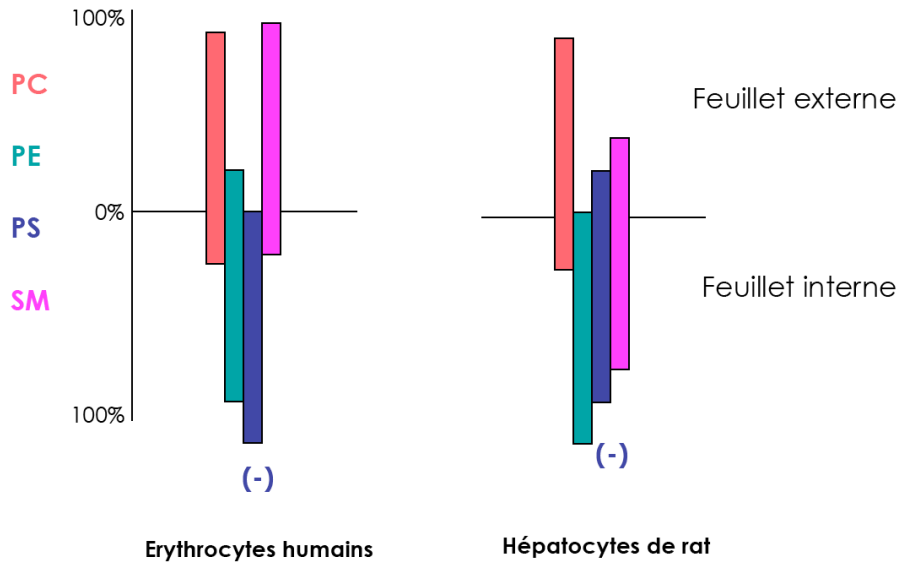 100%
PC
PE
PS
SM
0%
100%
(-)
(-)
Feuillet externe
Feuillet interne
Erythrocytes humains
Hépatocytes de rat